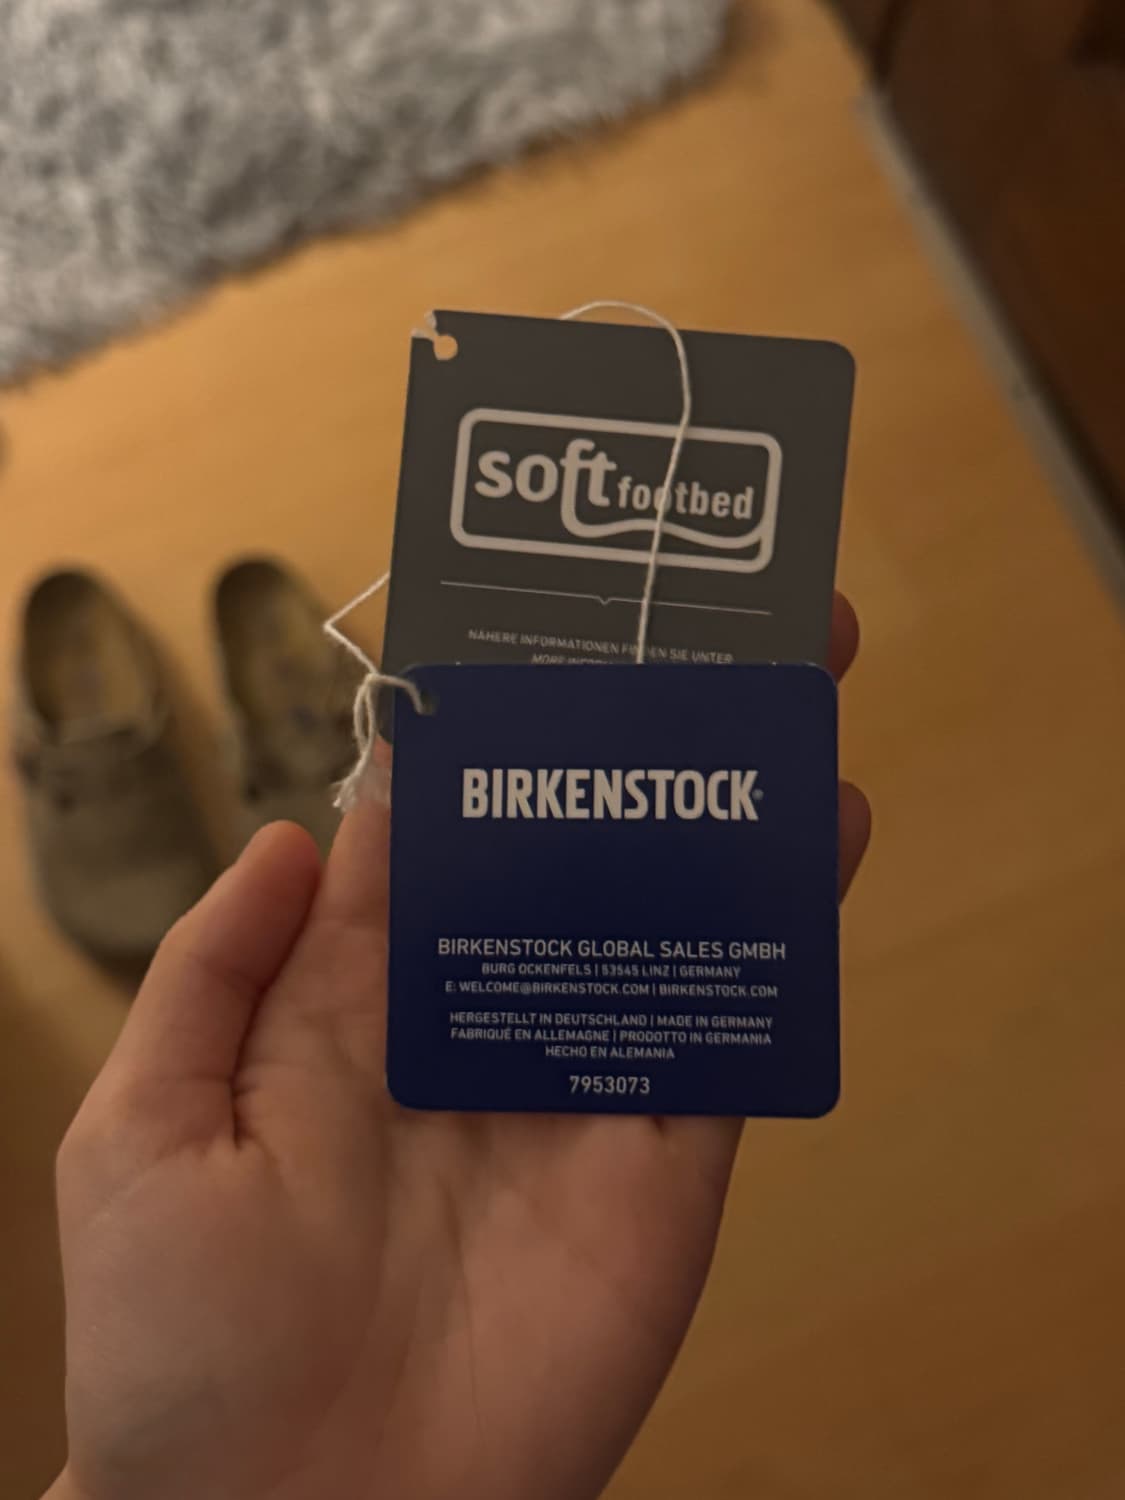 soft footbed
NÄHERE INFORMATIONEN FINDEN SIE UNTER
MORE
BIRKENSTOCK®
BIRKENSTOCK GLOBAL SALES GMBH
BURG OCKENFELS | 53545 LINZ | GERMANY
E: WELCOME@BIRKENSTOCK.COM | BIRKENSTOCK.COM
HERGESTELLT IN DEUTSCHLAND | MADE IN GERMANY
FABRIQUÉ EN ALLEMAGNE | PRODOTTO IN GERMANIA
HECHO EN ALEMANIA
7953073